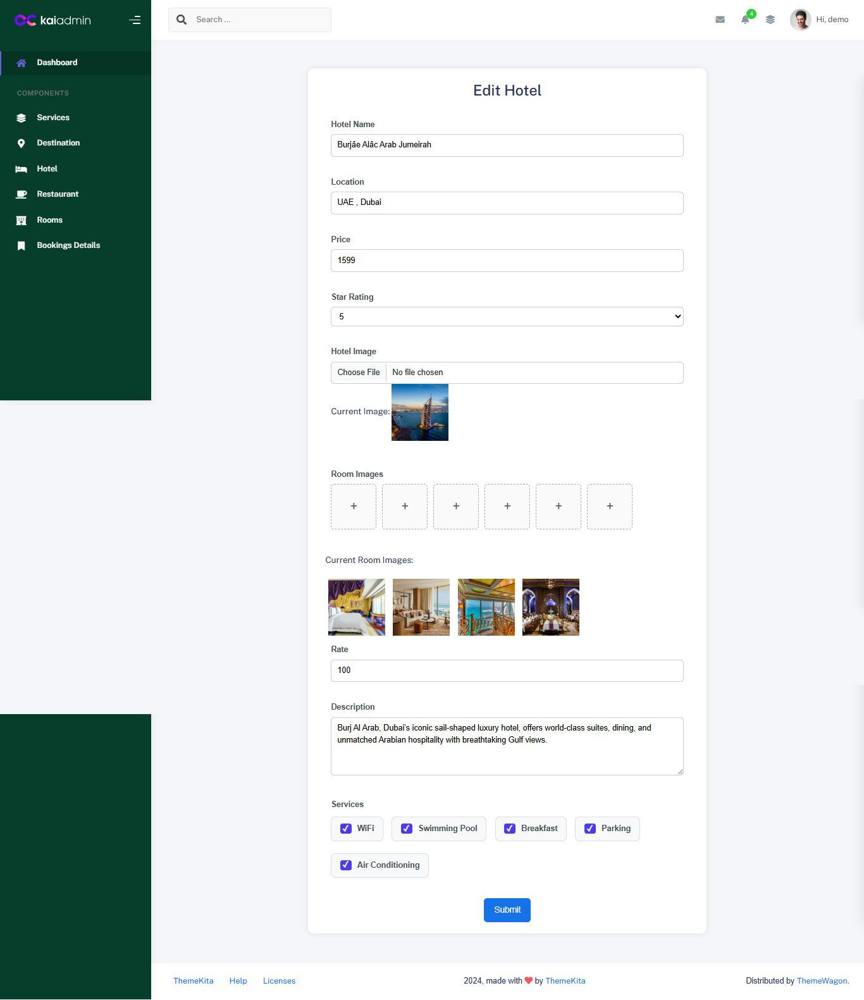 kaiadmin
Search ...
4
Hi, demo
Dashboard
COMPONENTS
Services
Destination
Hotel
Restaurant
Rooms
Bookings Details
Edit Hotel
Hotel Name
Burjâe Alâc Arab Jumeirah
Location
UAE , Dubai
Price
1599
Star Rating
5
Hotel Image
Choose File No file chosen
Current Image:
Room Images
+ + + + + +
Current Room Images:
Rate
100
Description
Burj Al Arab, Dubai's iconic sail-shaped luxury hotel, offers world-class suites, dining, and
unmatched Arabian hospitality with breathtaking Gulf views.
Services
WiFi Swimming Pool Breakfast Parking
Air Conditioning
Submit
ThemeKita Help Licenses 2024, made with ❤ by ThemeKita Distributed by ThemeWagon.